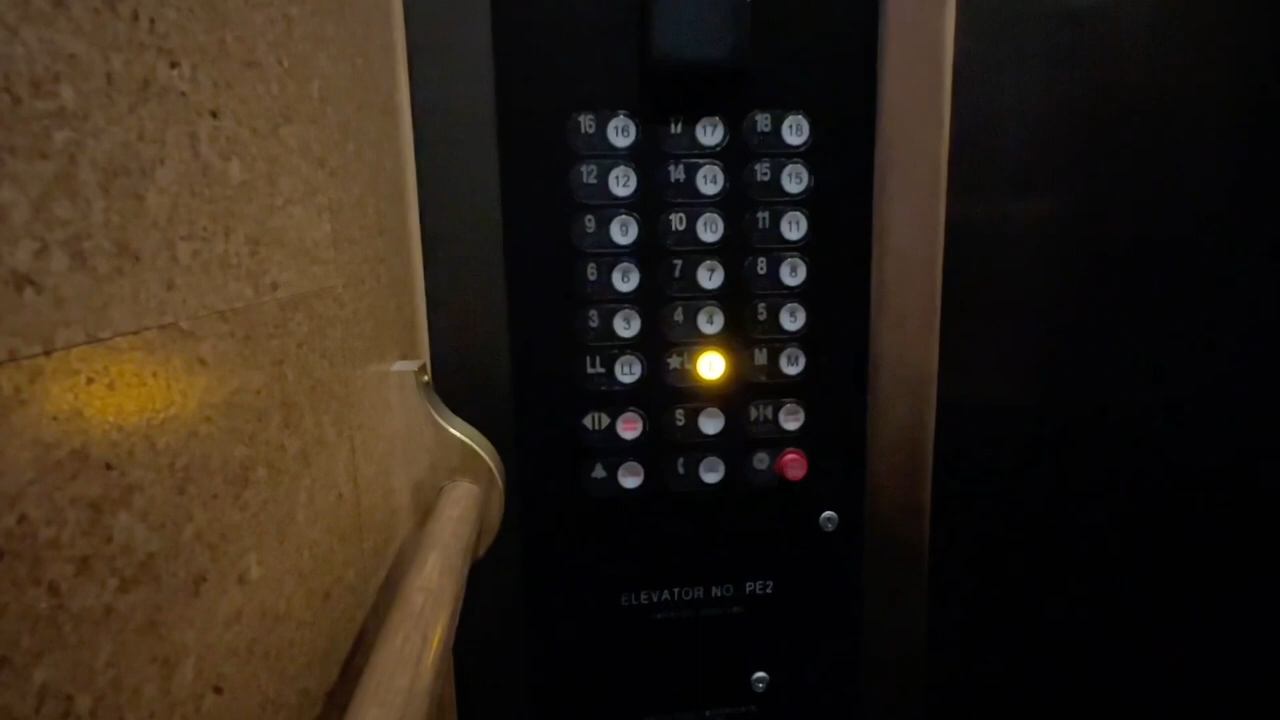 16 16 17 17 18 18
12 12 14 14 15 15
9 9 10 10 11 11
6 6 7 7 8 8
3 3 4 4 5 5
LL LL ★L L M M
S
ELEVATOR NO. PE2